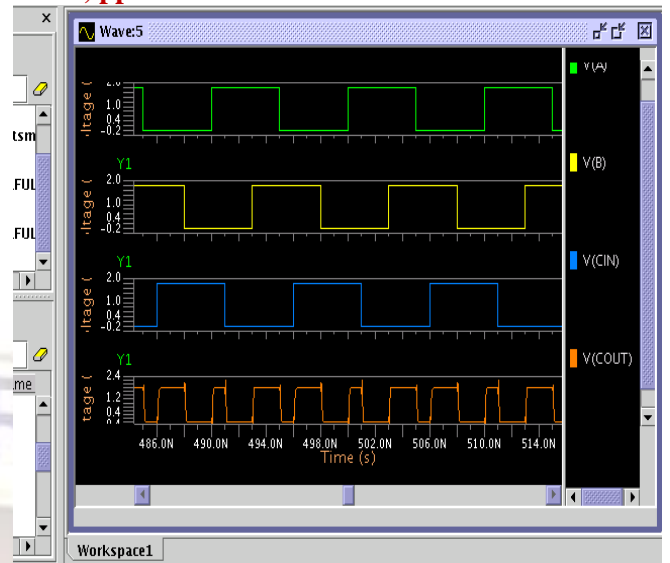 Wave:5
V(A)
2.0
1.0
0.4
-0.2
Y1
V(B)
2.0
1.0
0.4
-0.2
Y1
V(CIN)
2.0
1.0
0.4
-0.2
Y1
V(COUT)
2.4
1.2
0.4
486.0N 490.0N 494.0N 498.0N 502.0N 506.0N 510.0N 514.0N
Time (s)
tsm
.FUL
.FUL
me
Workspace1